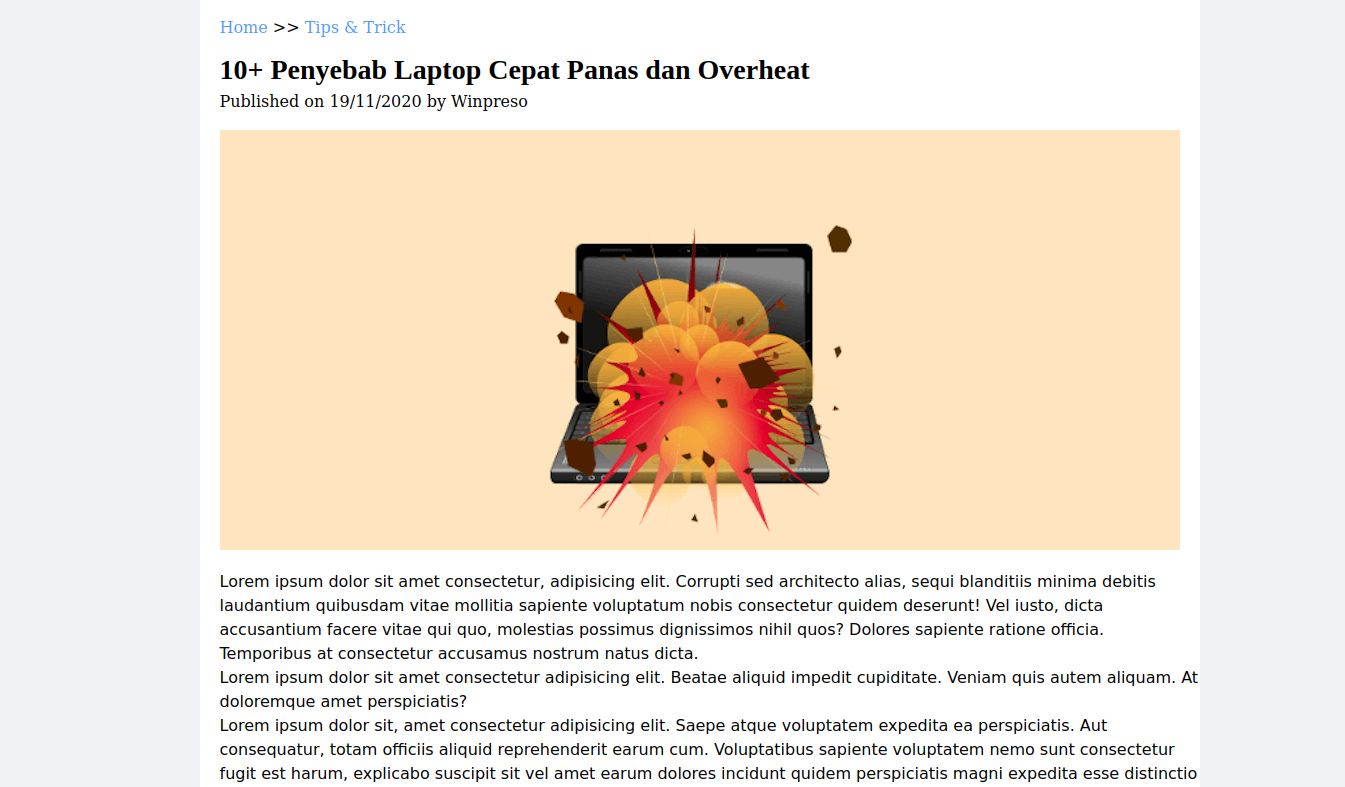 Home >> Tips & Trick
10+ Penyebab Laptop Cepat Panas dan Overheat
Published on 19/11/2020 by Winpreso
Lorem ipsum dolor sit amet consectetur, adipisicing elit. Corrupti sed architecto alias, sequi blanditiis minima debitis
laudantium quibusdam vitae mollitia sapiente voluptatum nobis consectetur quidem deserunt! Vel iusto, dicta
accusantium facere vitae qui quo, molestias possimus dignissimos nihil quos? Dolores sapiente ratione officia.
Temporibus at consectetur accusamus nostrum natus dicta.
Lorem ipsum dolor sit amet consectetur adipisicing elit. Beatae aliquid impedit cupiditate. Veniam quis autem aliquam. At
doloremque amet perspiciatis?
Lorem ipsum dolor sit, amet consectetur adipisicing elit. Saepe atque voluptatem expedita ea perspiciatis. Aut
consequatur, totam officiis aliquid reprehenderit earum cum. Voluptatibus sapiente voluptatem nemo sunt consectetur
fugit est harum, explicabo suscipit sit vel amet earum dolores incidunt quidem perspiciatis magni expedita esse distinctio